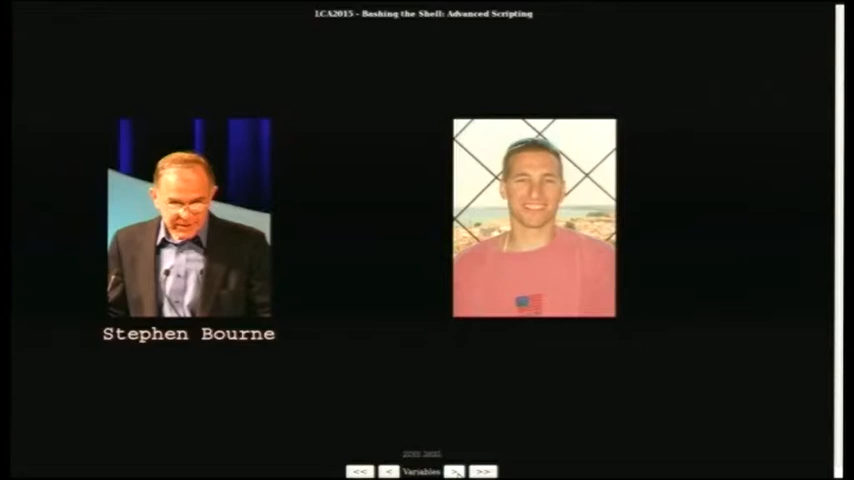 LCA2015 - Bashing the Shell: Advanced Scripting
Stephen Bourne
<< < Variables > >>